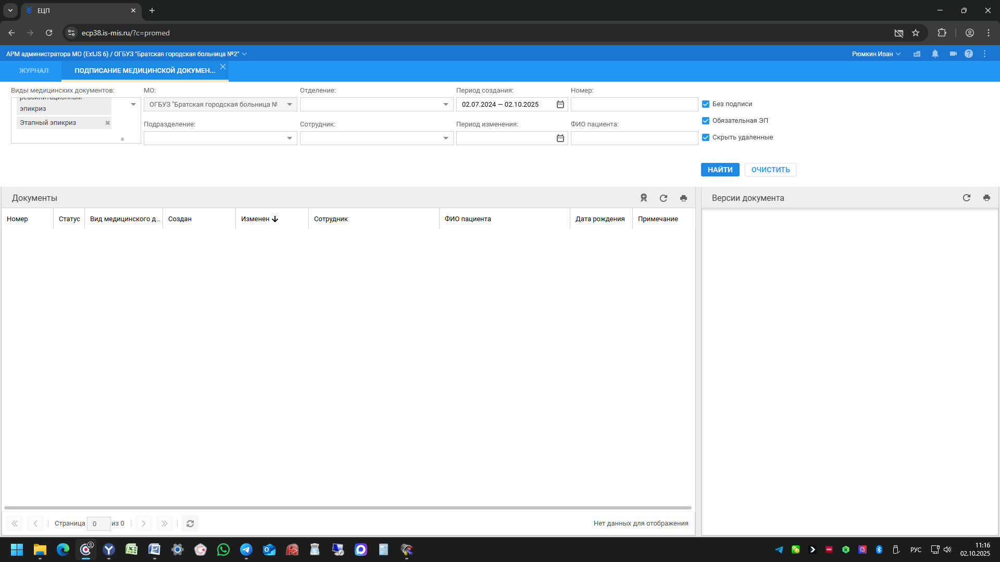 ЕЦП
ecp38.is-mis.ru/?c=promed
АРМ администратора МО (ExtJS 6) / ОГБУЗ "Братская городская больница №2"
Рюмкин Иван
ЖУРНАЛ
ПОДПИСАНИЕ МЕДИЦИНСКОЙ ДОКУМЕН...
Виды медицинских документов:
МО:
Отделение:
Период создания:
Номер:
реабилитационный
эпикриз
Этапный эпикриз
ОГБУЗ "Братская городская больница №
02.07.2024 — 02.10.2025
Без подписи
Обязательная ЭП
Скрыть удаленные
Подразделение:
Сотрудник:
Период изменения:
ФИО пациента:
НАЙТИ
ОЧИСТИТЬ
Документы
Версии документа
Номер
Статус
Вид медицинского д...
Создан
Изменен
Сотрудник
ФИО пациента
Дата рождения
Примечание
Страница
0
из 0
Нет данных для отображения
РУС
11:16
02.10.2025